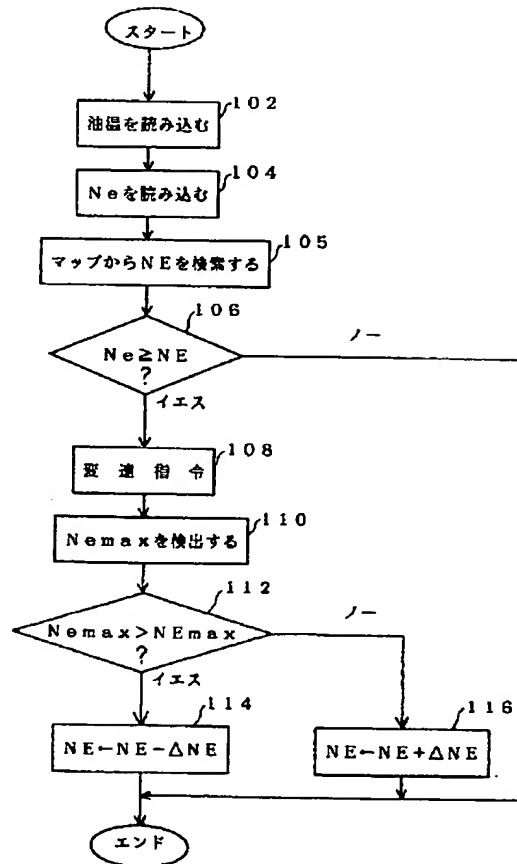 スタート
102
油温を読み込む
104
Neを読み込む
105
マップからNEを検索する
106
Ne≧NE
?
ノー
イエス
108
変速指令
110
Nemaxを検出する
112
Nemax>NEmax
?
ノー
イエス
114
NE←NE-ΔNE
116
NE←NE+ΔNE
エンド